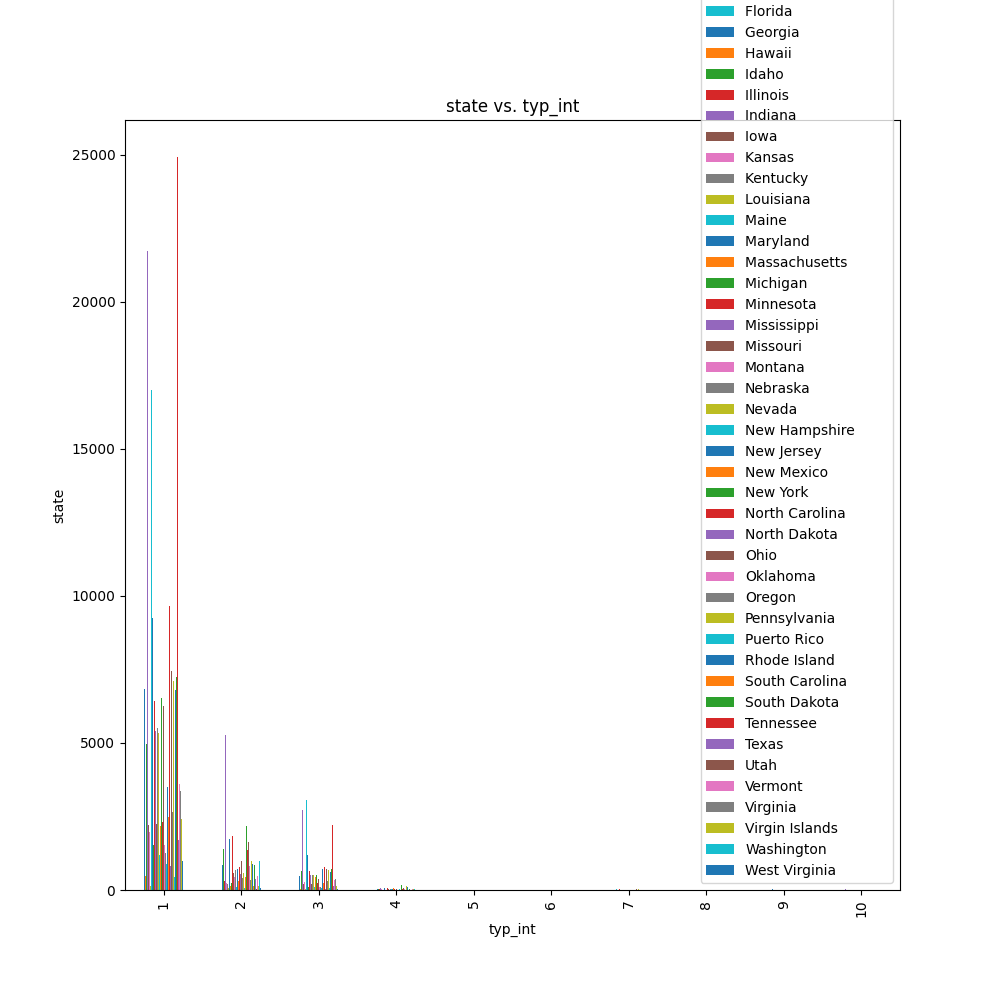 Florida
Georgia
Hawaii
Idaho
Illinois
state vs. typ_int
Indiana
Iowa
Kansas
Kentucky
Louisiana
Maine
Maryland
Massachusetts
Michigan
Minnesota
Mississippi
Missouri
Montana
Nebraska
Nevada
New Hampshire
New Jersey
New Mexico
New York
North Carolina
North Dakota
Ohio
Oklahoma
Oregon
Pennsylvania
Puerto Rico
Rhode Island
South Carolina
South Dakota
Tennessee
Texas
Utah
Vermont
Virginia
Virgin Islands
Washington
West Virginia
25000
20000
15000
10000
5000
0
state
1 2 3 4 5 6 7 8 9 10
typ_int